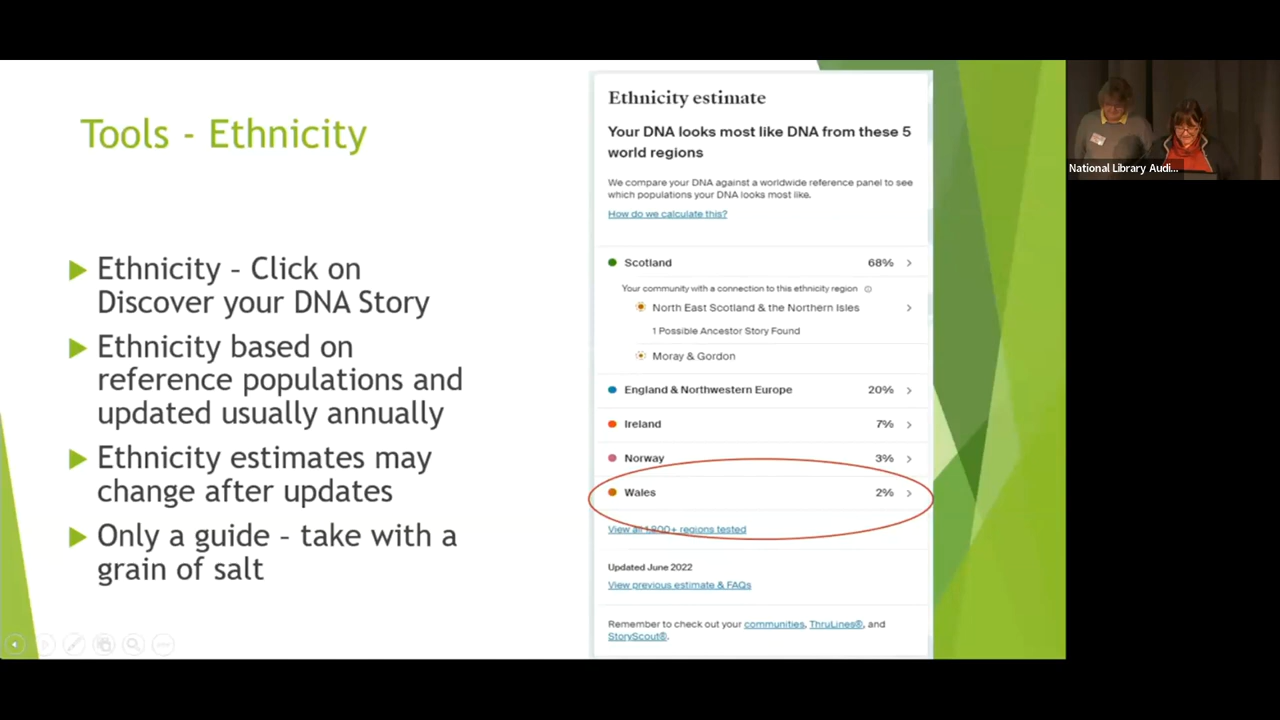 Tools - Ethnicity
Ethnicity – Click on
Discover your DNA Story
Ethnicity based on
reference populations and
updated usually annually
Ethnicity estimates may
change after updates
Only a guide – take with a
grain of salt
Ethnicity estimate
Your DNA looks most like DNA from these 5
world regions
We compare your DNA against a worldwide reference panel to see
which populations your DNA looks most like.
How do we calculate this?
Scotland 68%
Your community with a connection to this ethnicity region
North East Scotland & the Northern Isles
1 Possible Ancestor Story Found
Moray & Gordon
England & Northwestern Europe 20%
Ireland 7%
Norway 3%
Wales 2%
View all 1,800+ regions tested
Updated June 2022
View previous estimate & FAQs
Remember to check out your communities, ThruLines®, and
StoryScout®.
National Library Audi...